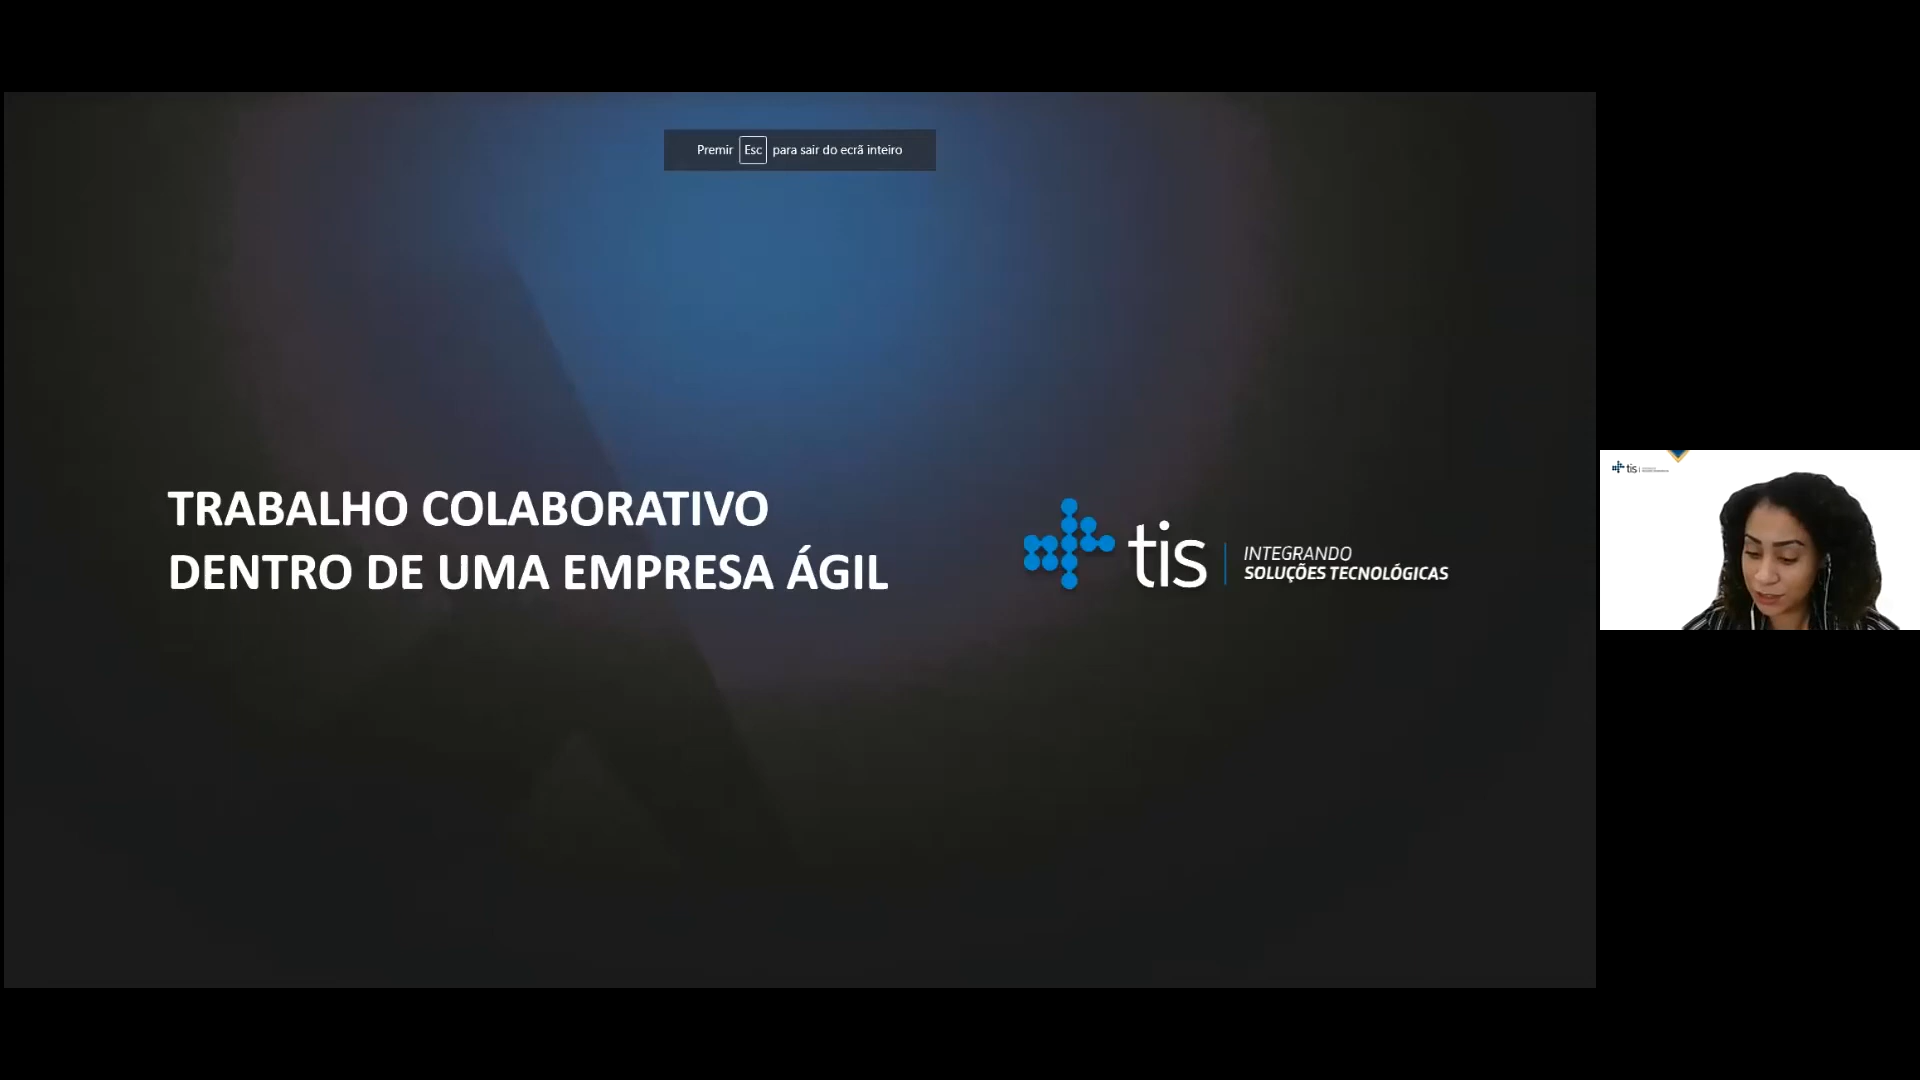 Premir Esc para sair do ecrã inteiro
TRABALHO COLABORATIVO
DENTRO DE UMA EMPRESA ÁGIL
tis
INTEGRANDO
SOLUÇÕES TECNOLÓGICAS
tis